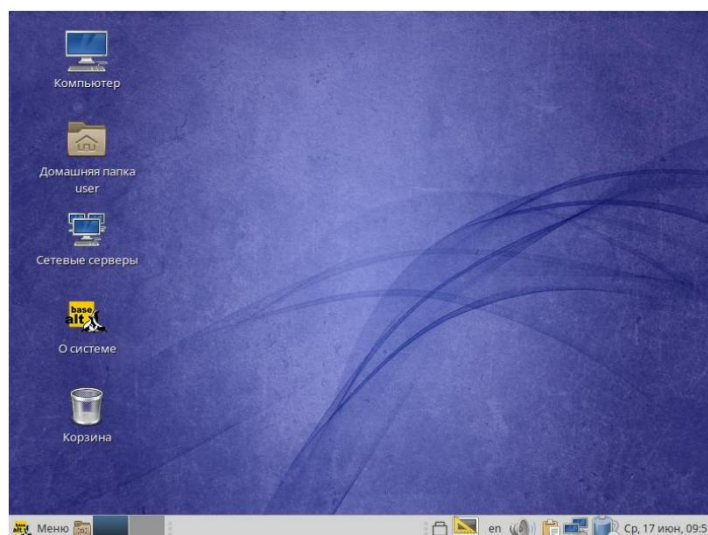 Компьютер
Домашняя папка
user
Сетевые серверы
base
alt
О системе
Корзина
Меню
en
Ср, 17 июн, 09:5